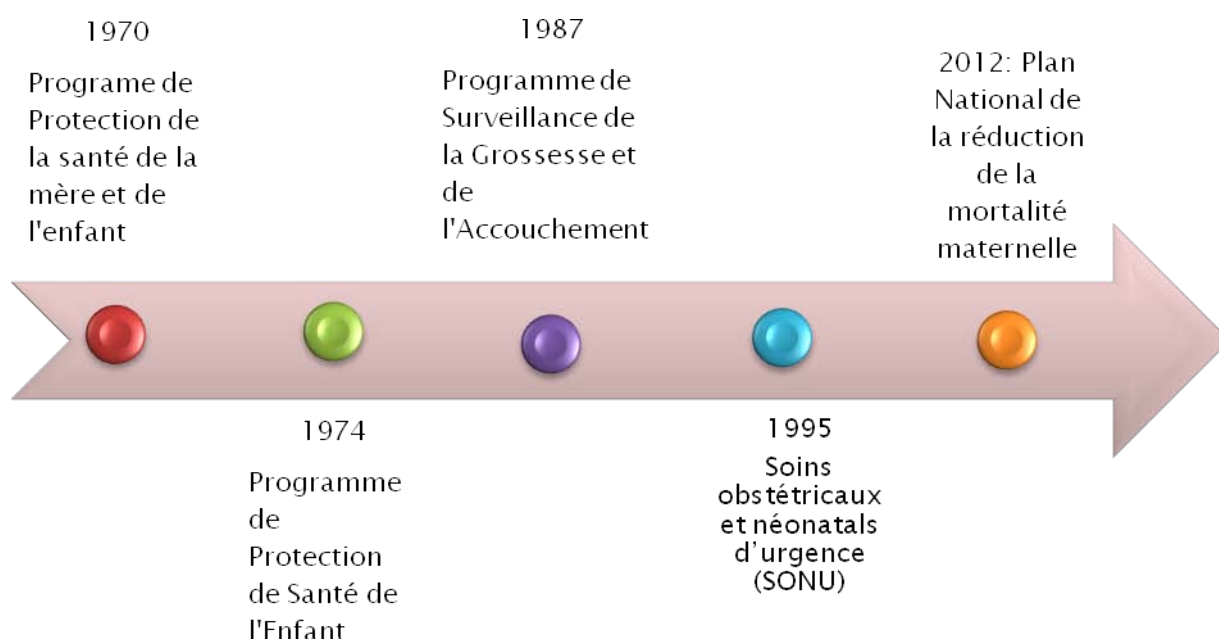 1970
Programe de
Protection de
la santé de la
mère et de
l'enfant
1974
Programme
de
Protection
de Santé de
l'Enfant
1987
Programme de
Surveillance de
la Grossesse et
de
l'Accouchement
1995
Soins
obstétricaux
et néonatals
d’urgence
(SONU)
2012: Plan
National de
la réduction
de la
mortalité
maternelle